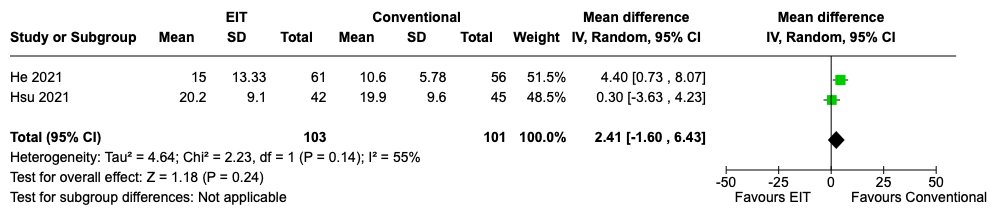 EIT Conventional Mean difference Mean difference
Study or Subgroup Mean SD Total Mean SD Total Weight IV, Random, 95% CI IV, Random, 95% CI
He 2021 15 13.33 61 10.6 5.78 56 51.5% 4.40 [0.73 , 8.07]
Hsu 2021 20.2 9.1 42 19.9 9.6 45 48.5% 0.30 [-3.63 , 4.23]
Total (95% CI) 103 101 100.0% 2.41 [-1.60 , 6.43]
Heterogeneity: Tau² = 4.64; Chi² = 2.23, df = 1 (P = 0.14); I² = 55%
Test for overall effect: Z = 1.18 (P = 0.24)
Test for subgroup differences: Not applicable
-50 -25 0 25 50
Favours EIT Favours Conventional